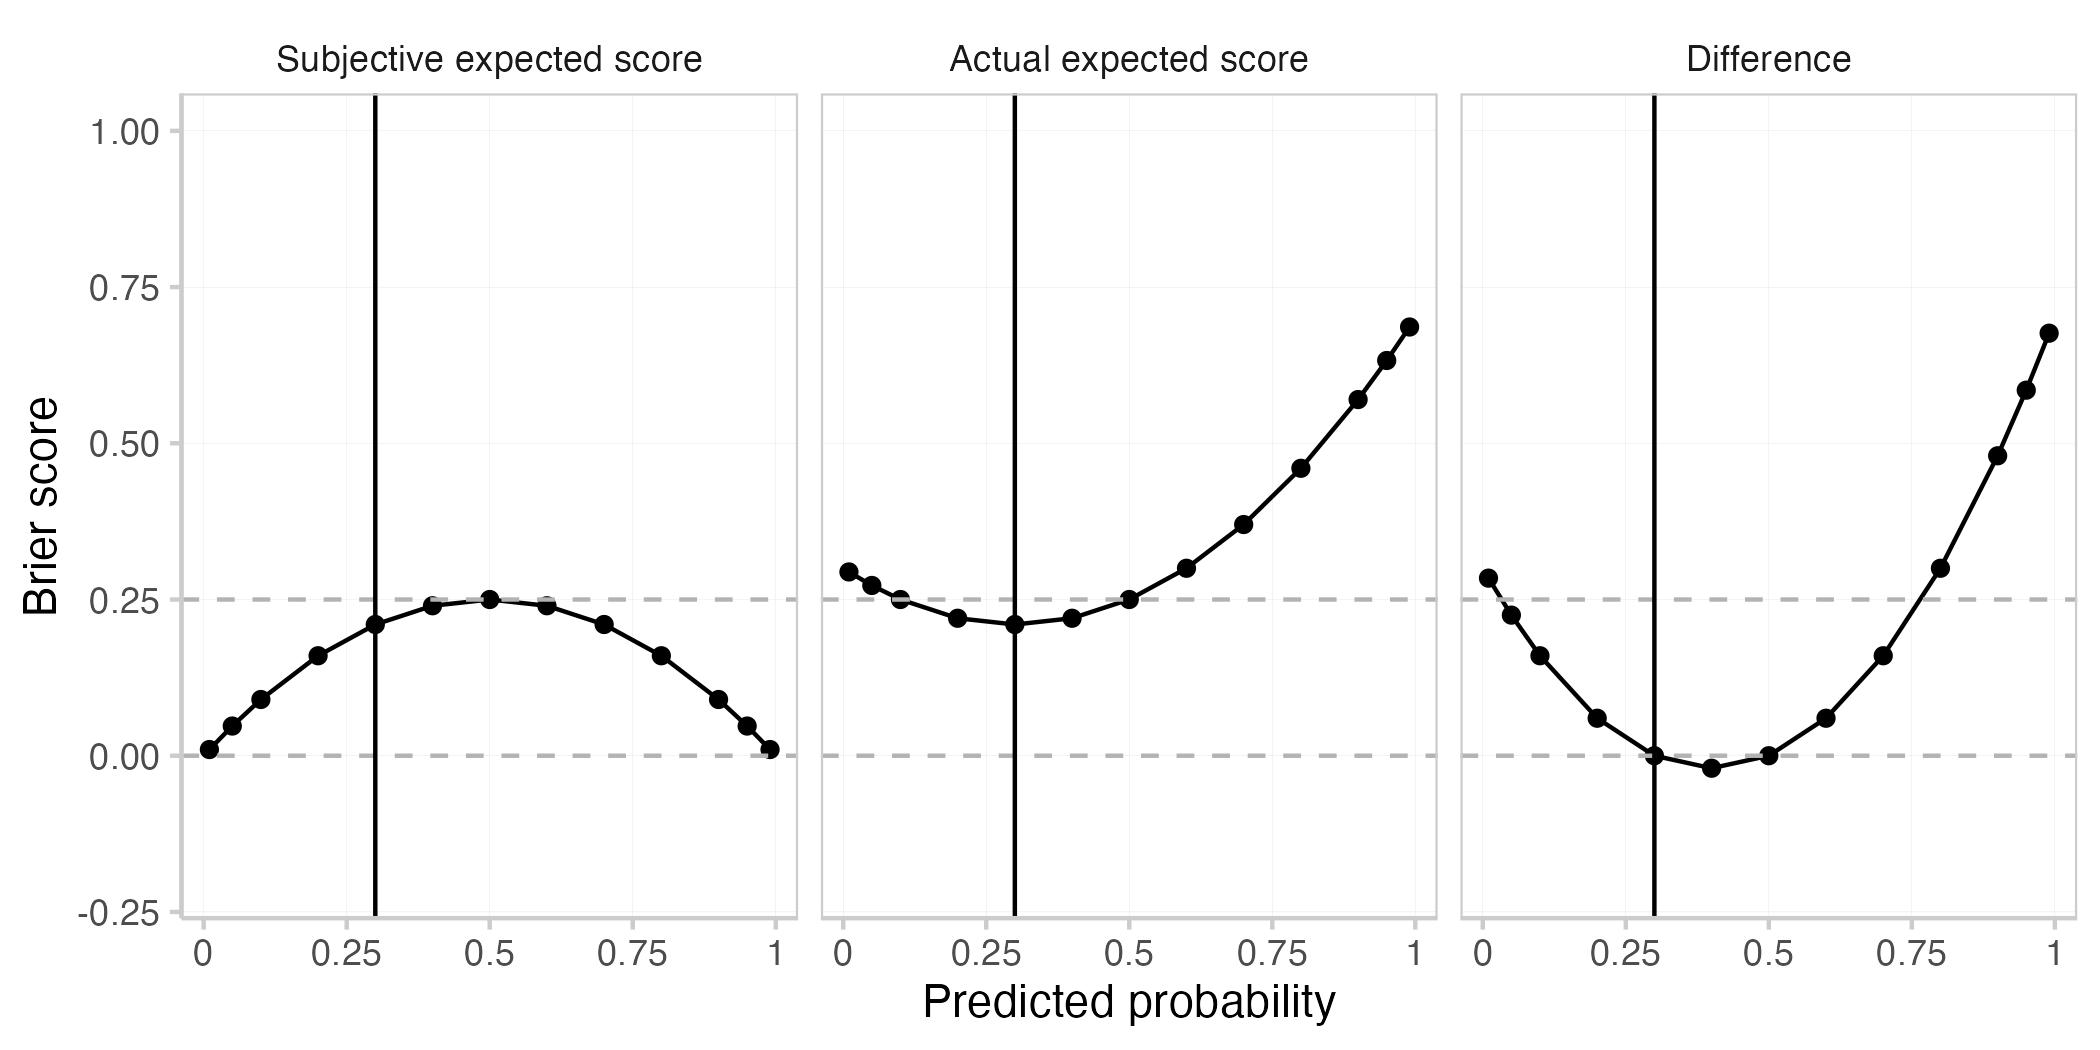 Subjective expected score
Actual expected score
Difference
Brier score
1.00
0.75
0.50
0.25
0.00
-0.25
0 0.25 0.5 0.75 1
0 0.25 0.5 0.75 1
0 0.25 0.5 0.75 1
Predicted probability